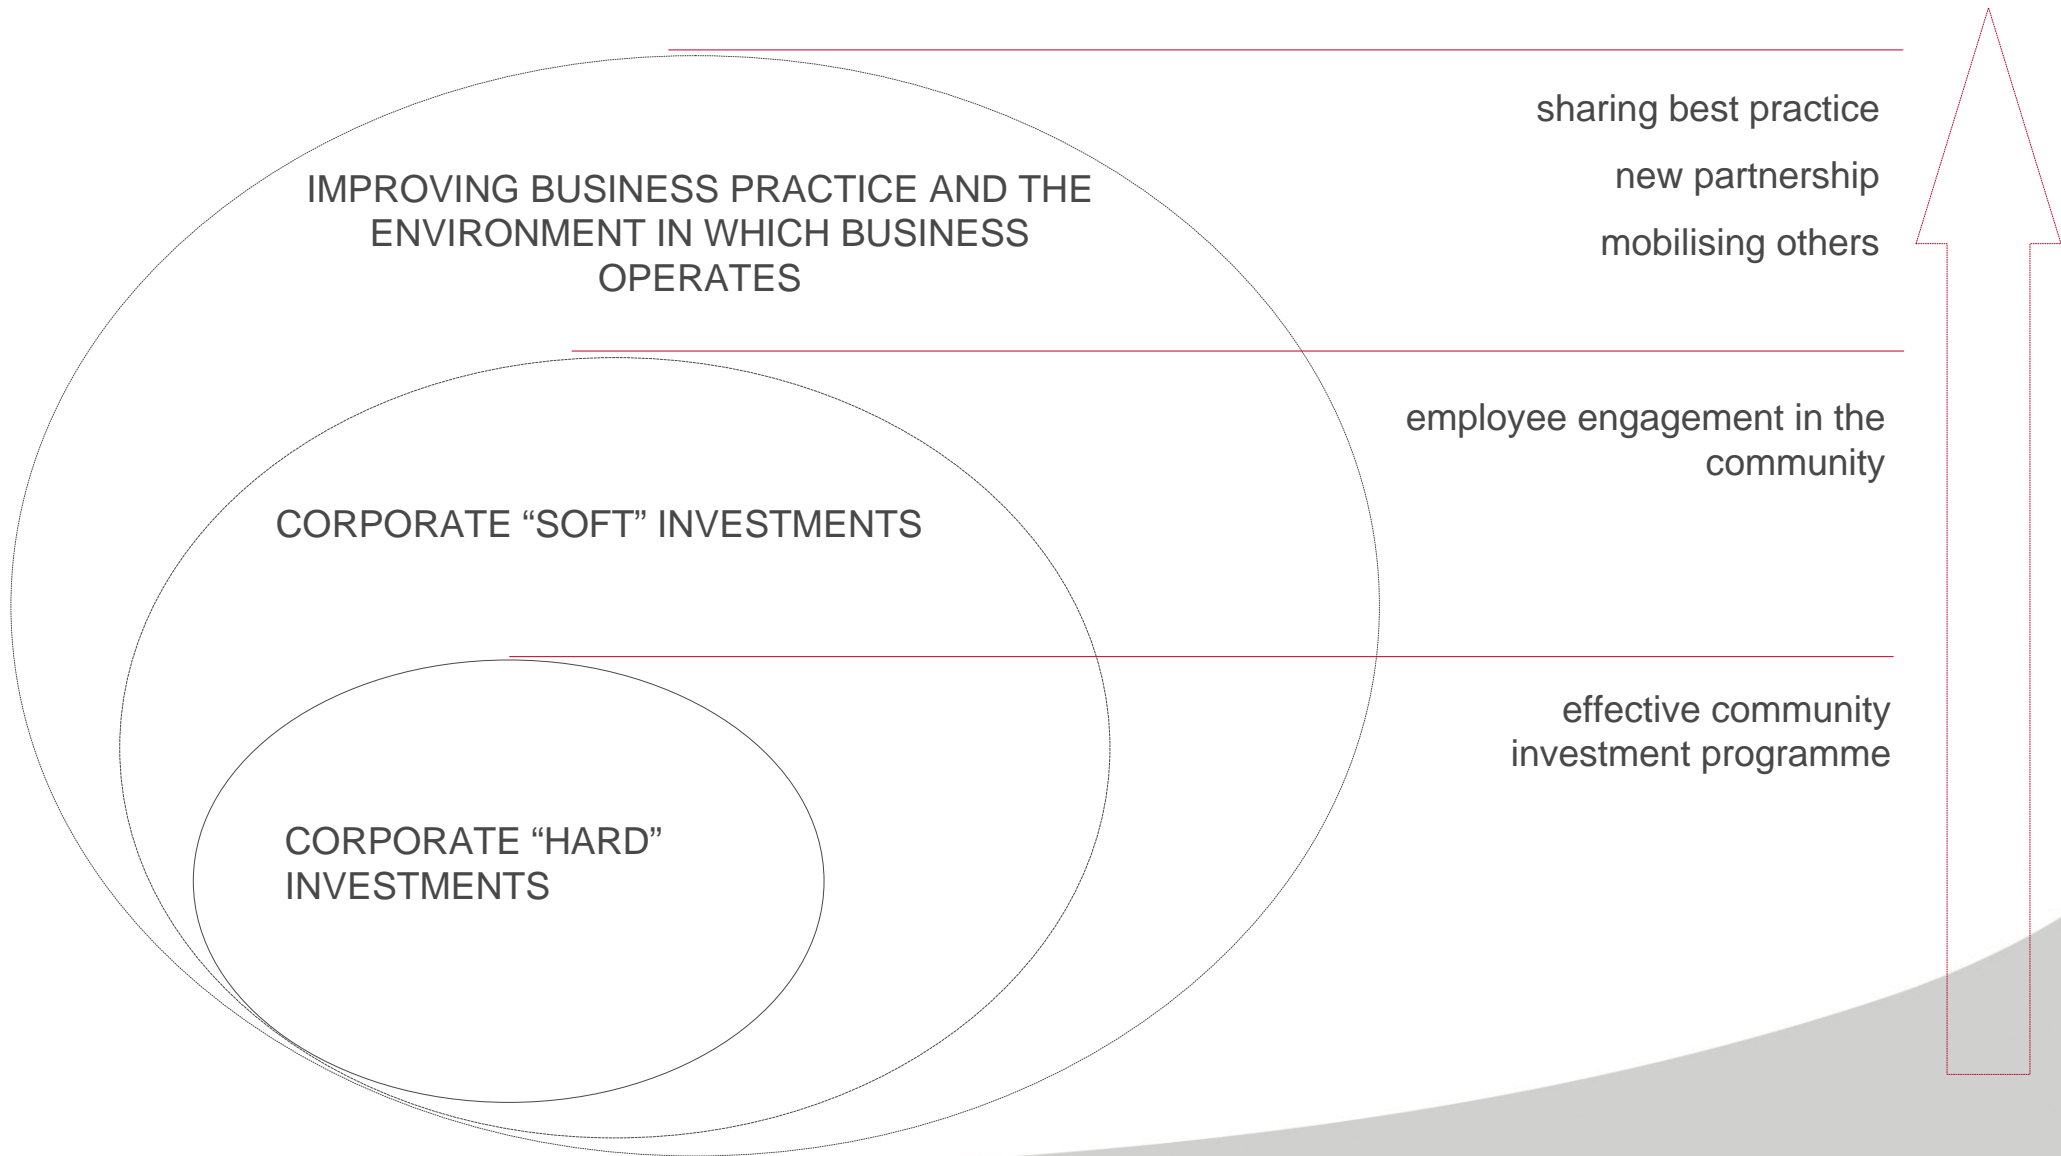 sharing best practice
new partnership
mobilising others
IMPROVING BUSINESS PRACTICE AND THE
ENVIRONMENT IN WHICH BUSINESS
OPERATES
employee engagement in the
community
CORPORATE “SOFT” INVESTMENTS
effective community
investment programme
CORPORATE “HARD”
INVESTMENTS